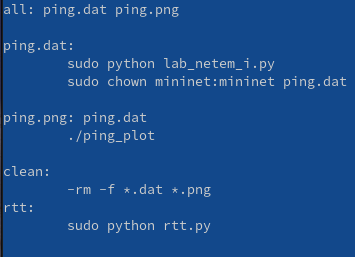 all: ping.dat ping.png

ping.dat:
        sudo python lab_netem_i.py
        sudo chown mininet:mininet ping.dat

ping.png: ping.dat
        ./ping_plot

clean:
        -rm -f *.dat *.png
rtt:
        sudo python rtt.py